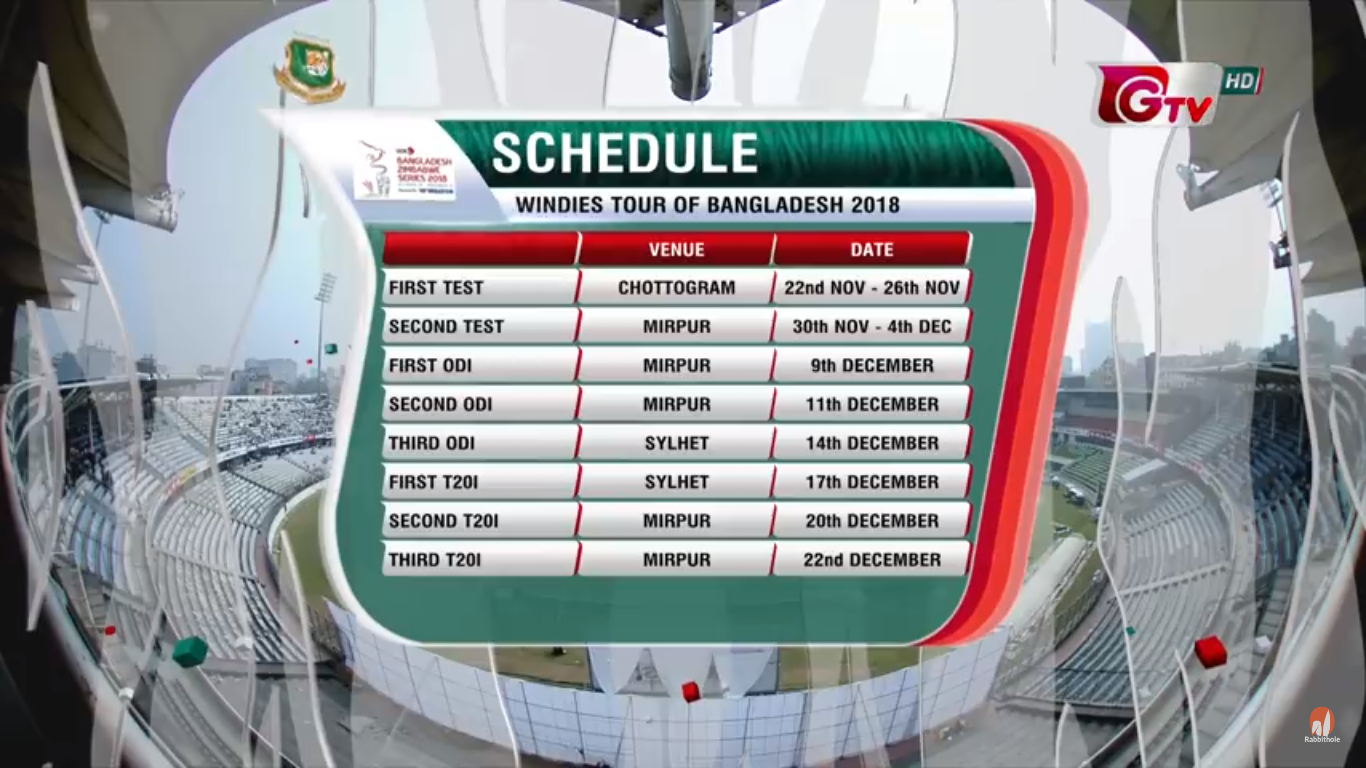 GTV HD
BANGLADESH
ZIMBABWE
SERIES 2018
SCHEDULE
WINDIES TOUR OF BANGLADESH 2018
VENUE DATE
FIRST TEST CHOTTOGRAM 22nd NOV - 26th NOV
SECOND TEST MIRPUR 30th NOV - 4th DEC
FIRST ODI MIRPUR 9th DECEMBER
SECOND ODI MIRPUR 11th DECEMBER
THIRD ODI SYLHET 14th DECEMBER
FIRST T20I SYLHET 17th DECEMBER
SECOND T20I MIRPUR 20th DECEMBER
THIRD T20I MIRPUR 22nd DECEMBER
Rabbithole